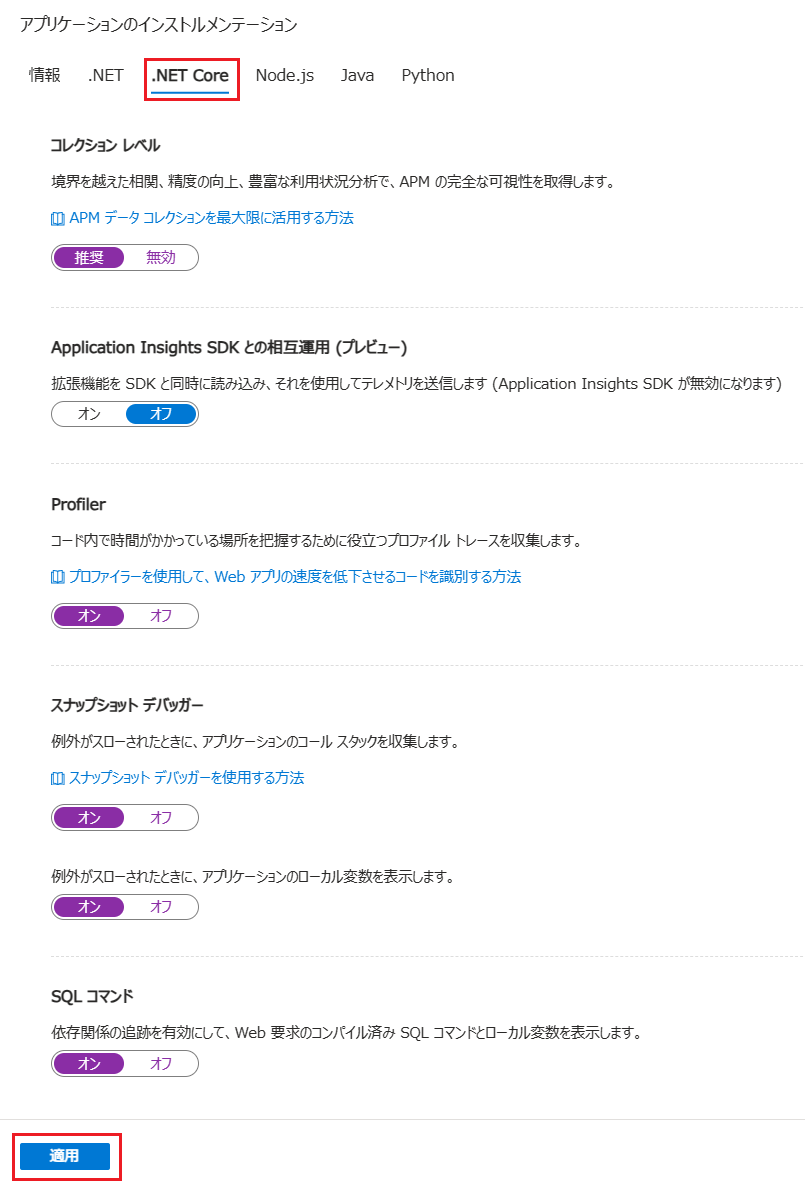 アプリケーションのインストルメンテーション
情報 .NET .NET Core Node.js Java Python
コレクション レベル
境界を越えた相関、精度の向上、豊富な利用状況分析で、APM の完全な可視性を取得します。
APM データ コレクションを最大限に活用する方法
推奨 無効
Application Insights SDK との相互運用 (プレビュー)
拡張機能を SDK と同時に読み込み、それを使用してテレメトリを送信します (Application Insights SDK が無効になります)
オン オフ
Profiler
コード内で時間がかかっている場所を把握するために役立つプロファイル トレースを収集します。
プロファイラーを使用して、Web アプリの速度を低下させるコードを識別する方法
オン オフ
スナップショット デバッガー
例外がスローされたときに、アプリケーションのコール スタックを収集します。
スナップショット デバッガーを使用する方法
オン オフ
例外がスローされたときに、アプリケーションのローカル変数を表示します。
オン オフ
SQL コマンド
依存関係の追跡を有効にして、Web 要求のコンパイル済み SQL コマンドとローカル変数を表示します。
オン オフ
適用